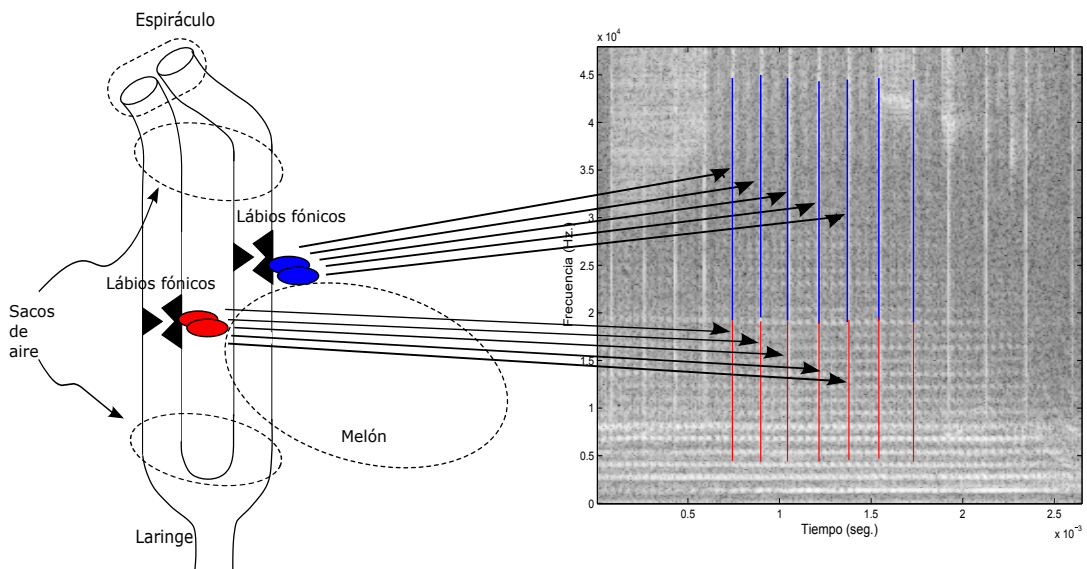 Espiráculo
Lábios fónicos
Lábios fónicos
Sacos
de
aire
Melón
Laringe
x 10⁴
4.5
4
3.5
3
2.5
2
1.5
1
0.5
0
Frecuencia (Hz.)
0.5
1
1.5
2
2.5
Tiempo (seg.)
x 10⁻³